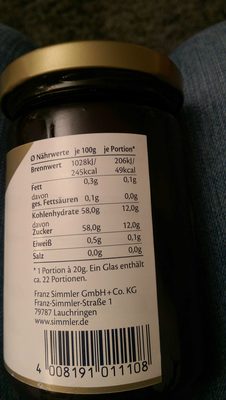 Ø Nährwerte je 100g je Portion*
Brennwert 1028kJ/ 206kJ/
245kcal 49kcal
Fett 0,3g 0,1g
davon
ges. Fettsäuren 0,1g 0,0g
Kohlenhydrate 58,0g 12,0g
davon
Zucker 58,0g 12,0g
Eiweiß 0,5g 0,1g
Salz 0,0g 0,0g
* 1 Portion à 20g. Ein Glas enthält
ca. 22 Portionen.
Franz Simmler GmbH+Co. KG
Franz-Simmler-Straße 1
79787 Lauchringen
www.simmler.de
4 008191 011108